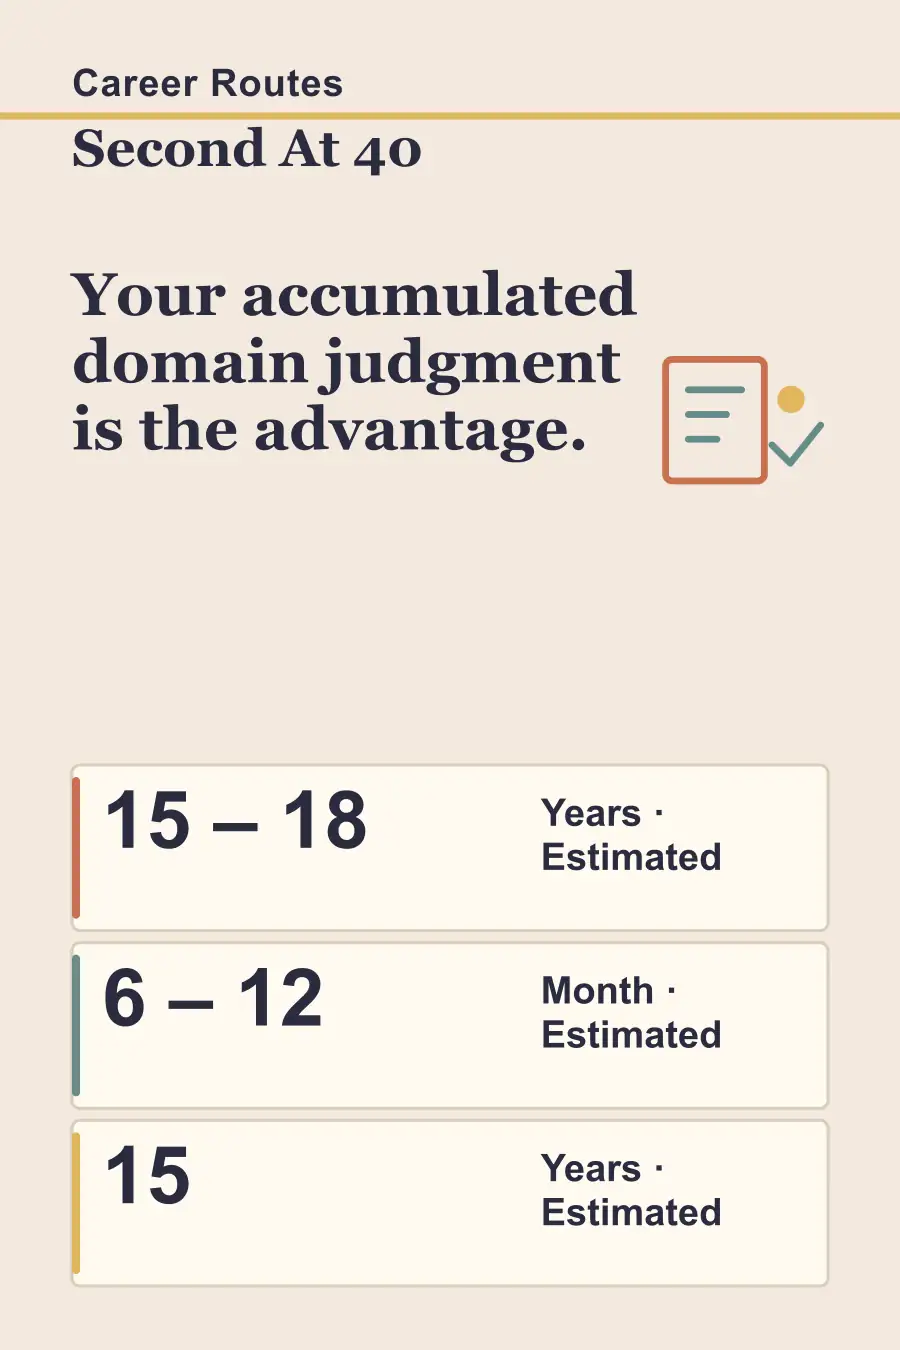 Career Routes
Second At 40
Your accumulated
domain judgment
is the advantage.
15 – 18
Years ·
Estimated
6 – 12
Month ·
Estimated
15
Years ·
Estimated